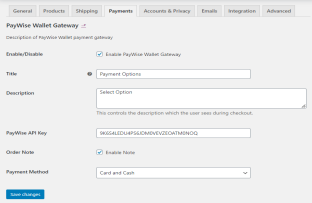 General Products Shipping Payments Accounts & Privacy Emails Integration Advanced
PayWise Wallet Gateway
Description of PayWise Wallet payment gateway
Enable/Disable Enable PayWise Wallet Gateway
Title Payment Options
Description Select Option
This controls the description which the user sees during checkout.
PayWise API Key
Order Note Enable Note
Payment Method Card and Cash
Save changes